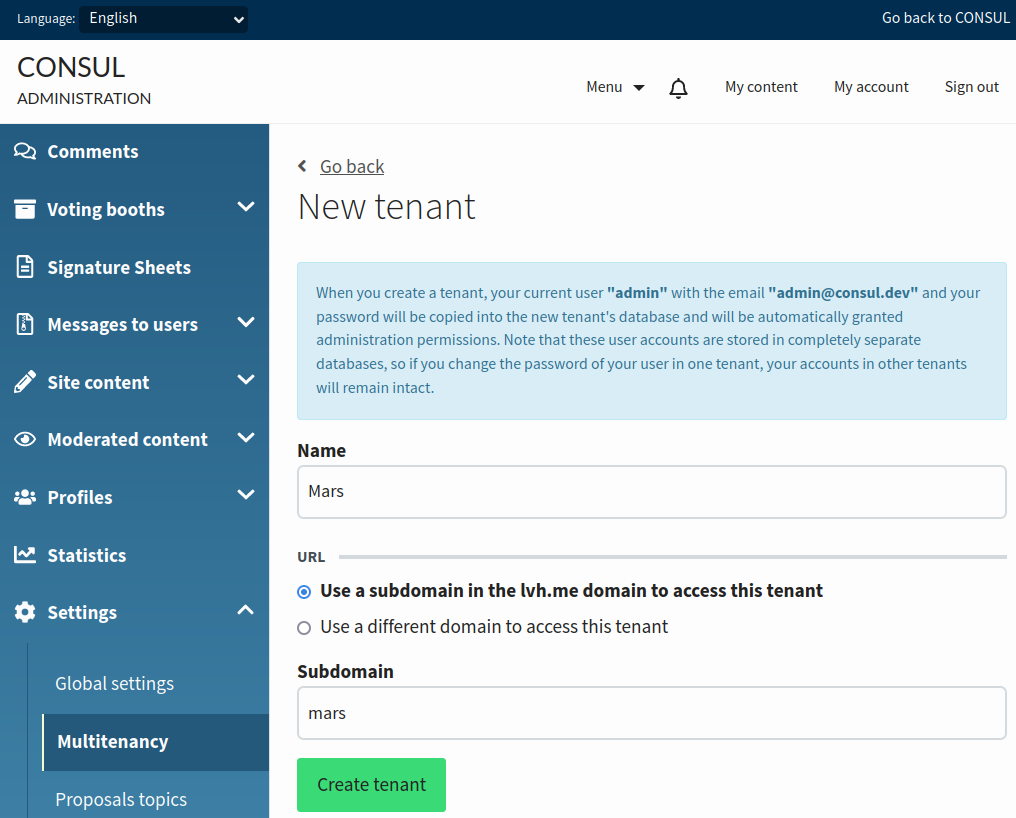 Language: English Go back to CONSUL
CONSUL
ADMINISTRATION
Menu My content My account Sign out
Comments
Voting booths
Signature Sheets
Messages to users
Site content
Moderated content
Profiles
Statistics
Settings
Global settings
Multitenancy
Proposals topics
Go back
New tenant
When you create a tenant, your current user "admin" with the email "admin@consul.dev" and your
password will be copied into the new tenant's database and will be automatically granted
administration permissions. Note that these user accounts are stored in completely separate
databases, so if you change the password of your user in one tenant, your accounts in other tenants
will remain intact.
Name
Mars
URL
Use a subdomain in the lvh.me domain to access this tenant
Use a different domain to access this tenant
Subdomain
mars
Create tenant